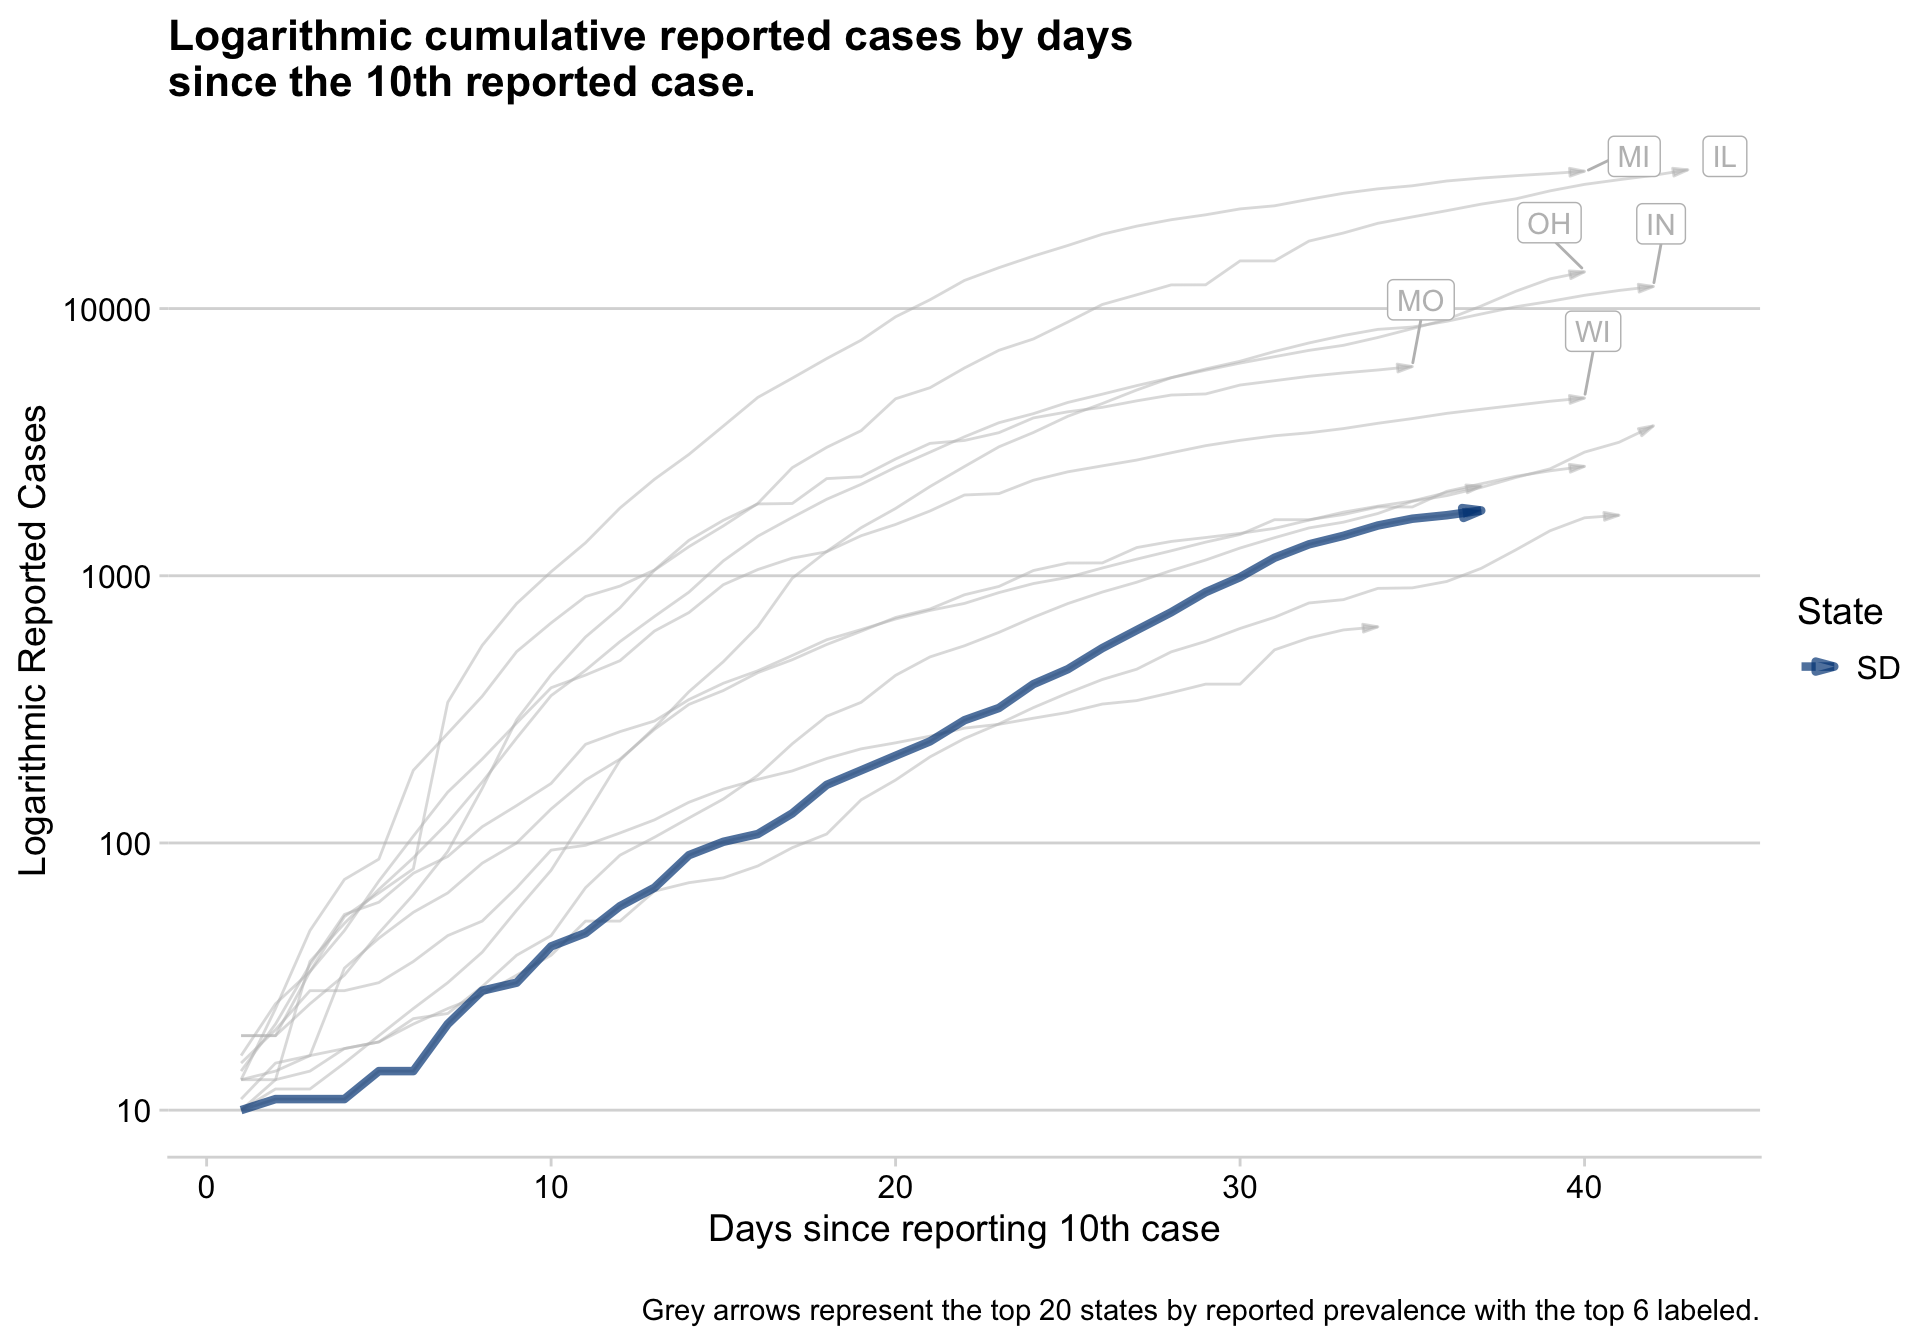 Logarithmic cumulative reported cases by days
since the 10th reported case.
MI
IL
OH
IN
MO
WI
Logarithmic Reported Cases
10000
1000
100
10
State
SD
0
10
20
30
40
Days since reporting 10th case
Grey arrows represent the top 20 states by reported prevalence with the top 6 labeled.